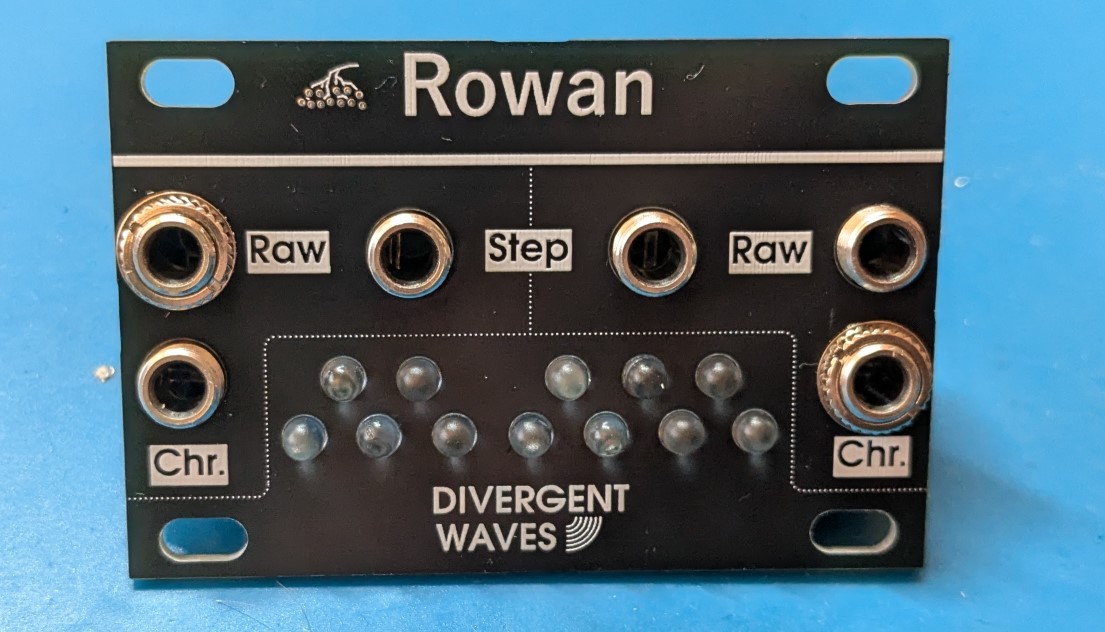 Rowan
Raw
Step
Raw
Chr.
Chr.
DIVERGENT
WAVES